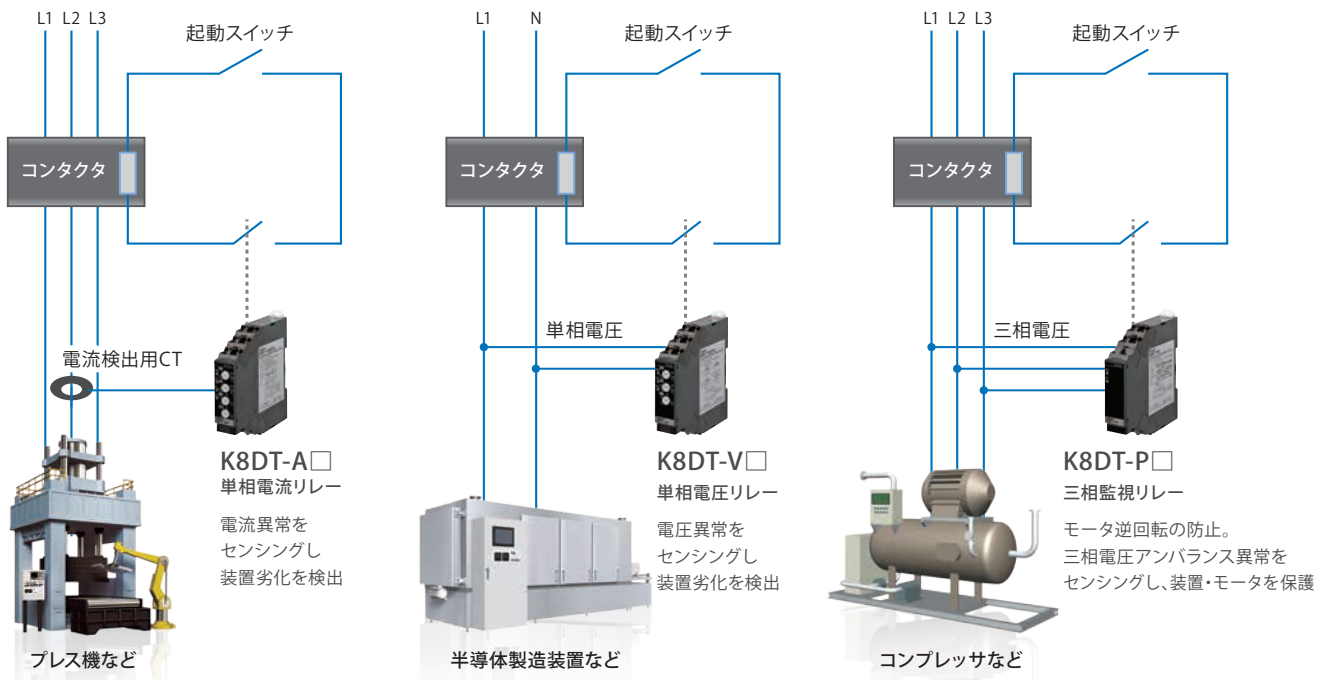 L1 L2 L3
起動スイッチ
コンタクタ
電流検出用CT
K8DT-A□
単相電流リレー
電流異常を
センシングし
装置劣化を検出
プレス機など
L1 N
起動スイッチ
コンタクタ
単相電圧
K8DT-V□
単相電圧リレー
電圧異常を
センシングし
装置劣化を検出
半導体製造装置など
L1 L2 L3
起動スイッチ
コンタクタ
三相電圧
K8DT-P□
三相監視リレー
モータ逆回転の防止。
三相電圧アンバランス異常を
センシングし、装置・モータを保護
コンプレッサなど